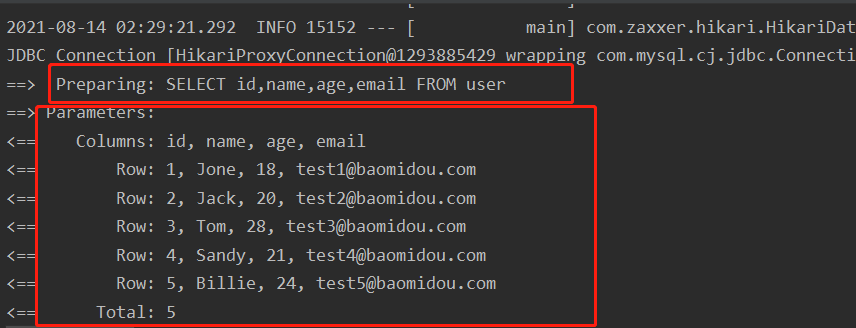 [
2021-08-14 02:29:21.292  INFO 15152 --- [           main] com.zaxxer.hikari.HikariDat
JDBC Connection [HikariProxyConnection@1293885429 wrapping com.mysql.cj.jdbc.Connecti
==>  Preparing: SELECT id,name,age,email FROM user
==> Parameters:
<==    Columns: id, name, age, email
<==        Row: 1, Jone, 18, test1@baomidou.com
<==        Row: 2, Jack, 20, test2@baomidou.com
<==        Row: 3, Tom, 28, test3@baomidou.com
<==        Row: 4, Sandy, 21, test4@baomidou.com
<==        Row: 5, Billie, 24, test5@baomidou.com
<==      Total: 5